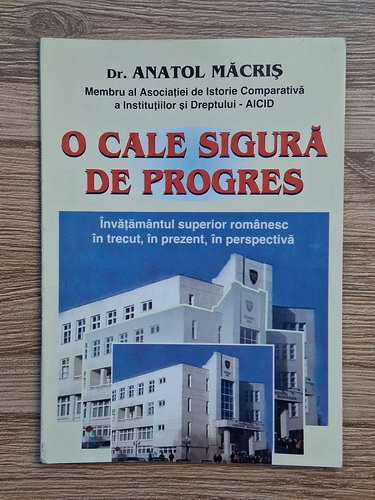 Dr. ANATOL MĂCRIȘ
Membru al Asociației de Istorie Comparativă
a Instituțiilor și Dreptului - AICID
O CALE SIGURĂ
DE PROGRES
Învățământul superior românesc
în trecut, în prezent, în perspectivă